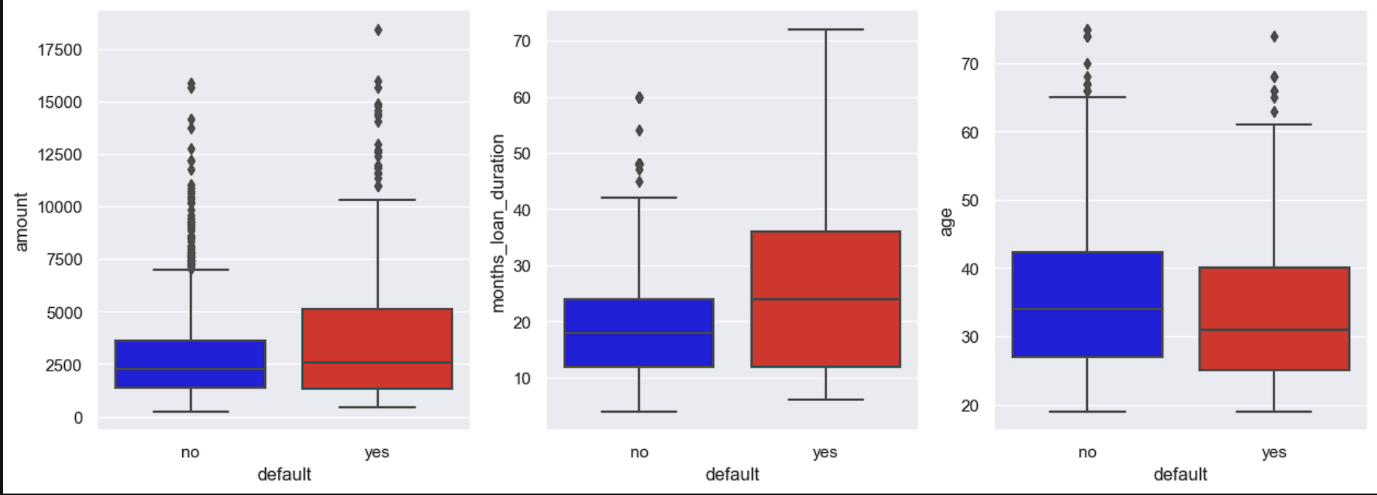 amount
17500
15000
12500
10000
7500
5000
2500
0
no yes
default
months_loan_duration
70
60
50
40
30
20
10
no yes
default
age
70
60
50
40
30
20
no yes
default